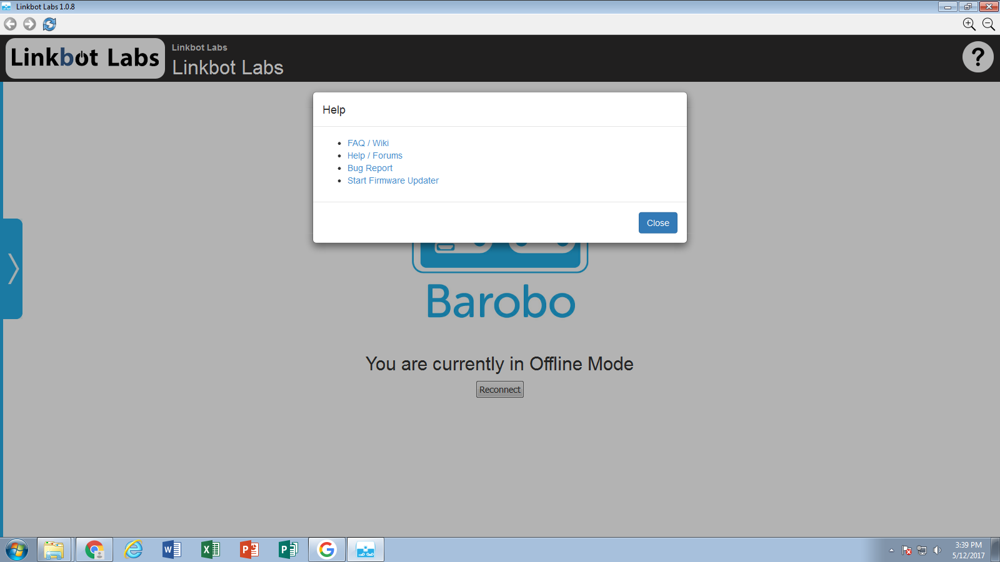 Linkbot Labs 1.0.8
Linkbot Labs
Linkbot Labs
Linkbot Labs
?
Help
FAQ / Wiki
Help / Forums
Bug Report
Start Firmware Updater
Close
Barobo
You are currently in Offline Mode
Reconnect
3:39 PM
5/12/2017